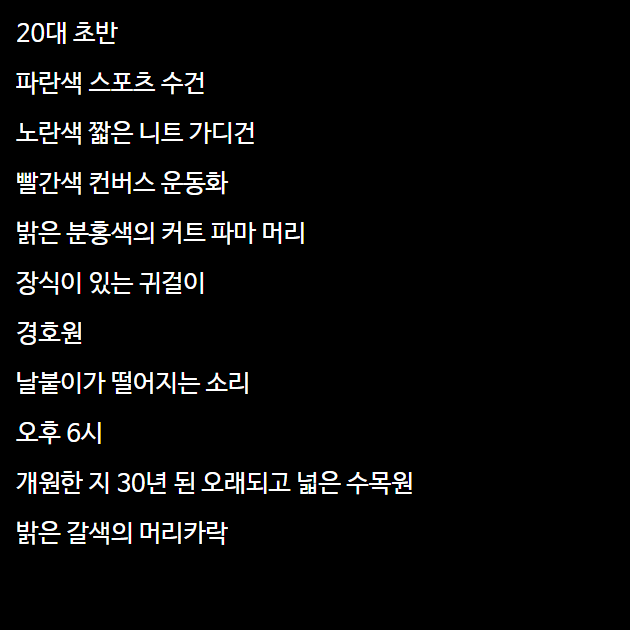 20대 초반
파란색 스포츠 수건
노란색 짧은 니트 가디건
빨간색 컨버스 운동화
밝은 분홍색의 커트 파마 머리
장식이 있는 귀걸이
경호원
날붙이가 떨어지는 소리
오후 6시
개원한 지 30년 된 오래되고 넓은 수목원
밝은 갈색의 머리카락